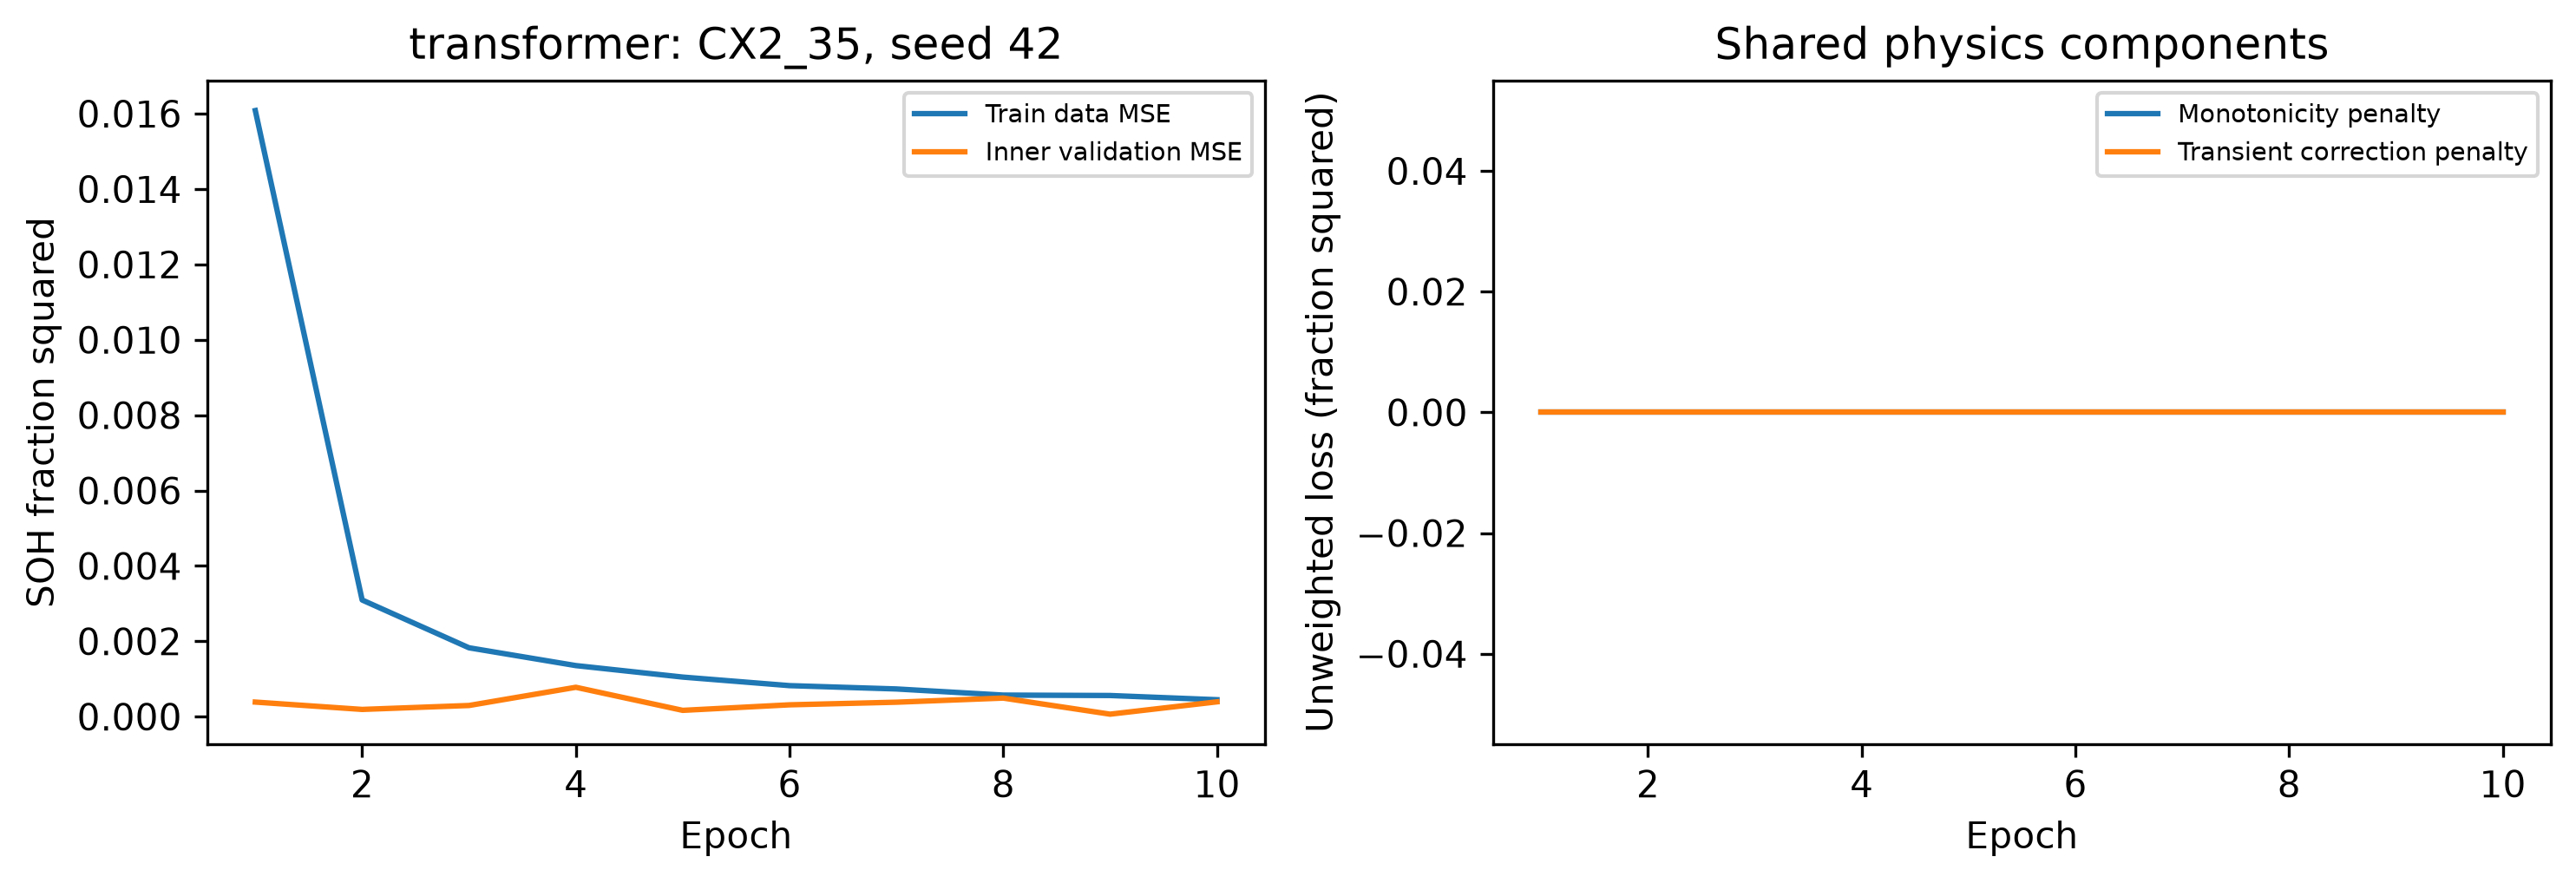 transformer: CX2_35, seed 42
SOH fraction squared
0.016
0.014
0.012
0.010
0.008
0.006
0.004
0.002
0.000
Train data MSE
Inner validation MSE
2 4 6 8 10
Epoch
Shared physics components
Unweighted loss (fraction squared)
0.04
0.02
0.00
−0.02
−0.04
Monotonicity penalty
Transient correction penalty
2 4 6 8 10
Epoch